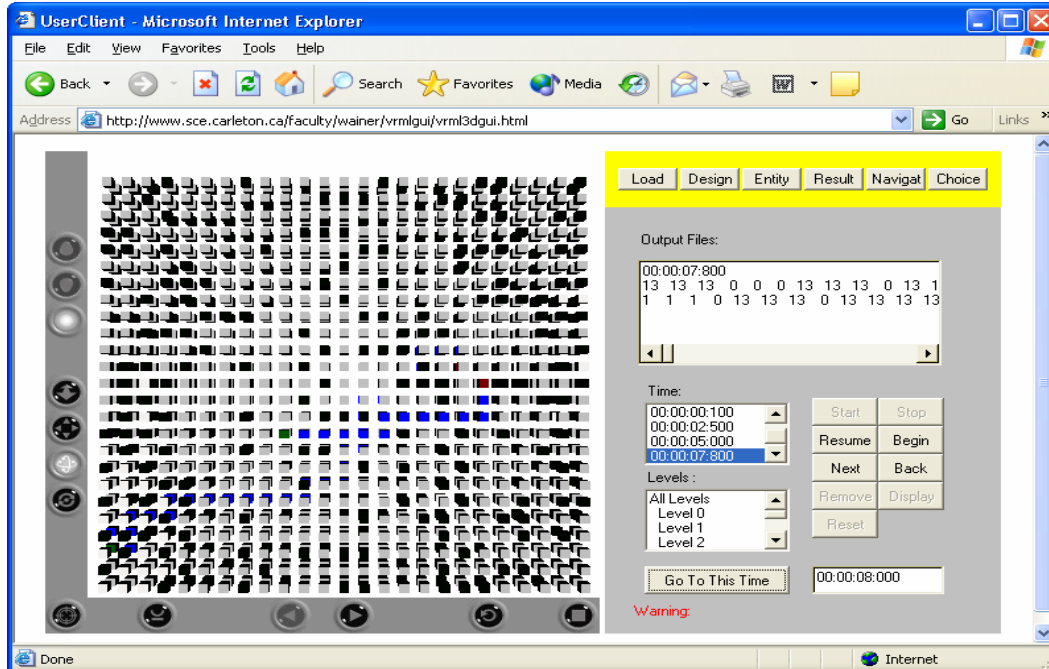 UserClient - Microsoft Internet Explorer
File Edit View Favorites Tools Help
Back Search Favorites Media
Address http://www.sce.carleton.ca/faculty/wainer/vrmlgui/vrml3dgui.html Go Links »
Load Design Entity Result Navigat Choice
Output Files:
00:00:07:800
13 13 13 0 0 0 13 13 13 0 13 1
1 1 1 0 13 13 13 0 13 13 13
Time:
00:00:00:100
00:00:02:500
00:00:05:000
00:00:07:800
Start Stop
Resume Begin
Next Back
Remove Display
Reset
Levels :
All Levels
Level 0
Level 1
Level 2
Go To This Time 00:00:08:000
Warning:
Done Internet